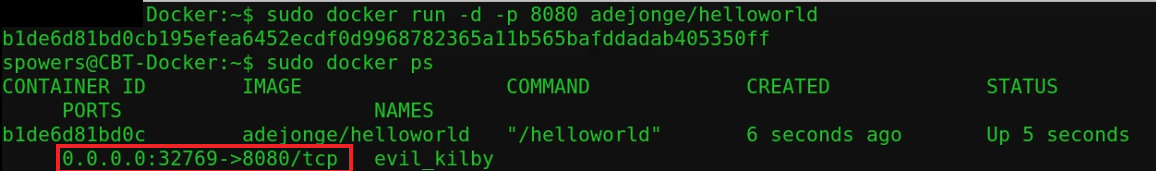 Docker:~$ sudo docker run -d -p 8080 adejonge/helloworld
b1de6d81bd0cb195efea6452ecdf0d9968782365a11b565bafddadab405350ff
spowers@CBT-Docker:~$ sudo docker ps
CONTAINER ID IMAGE COMMAND CREATED STATUS
PORTS NAMES
b1de6d81bd0c adejonge/helloworld "/helloworld" 6 seconds ago Up 5 seconds
0.0.0.0:32769->8080/tcp evil_kilby